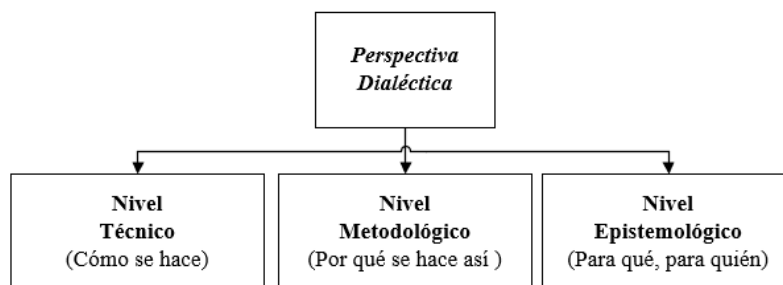 Perspectiva
Dialéctica
Nivel
Técnico
(Cómo se hace)
Nivel
Metodológico
(Por qué se hace así )
Nivel
Epistemológico
(Para qué, para quién)